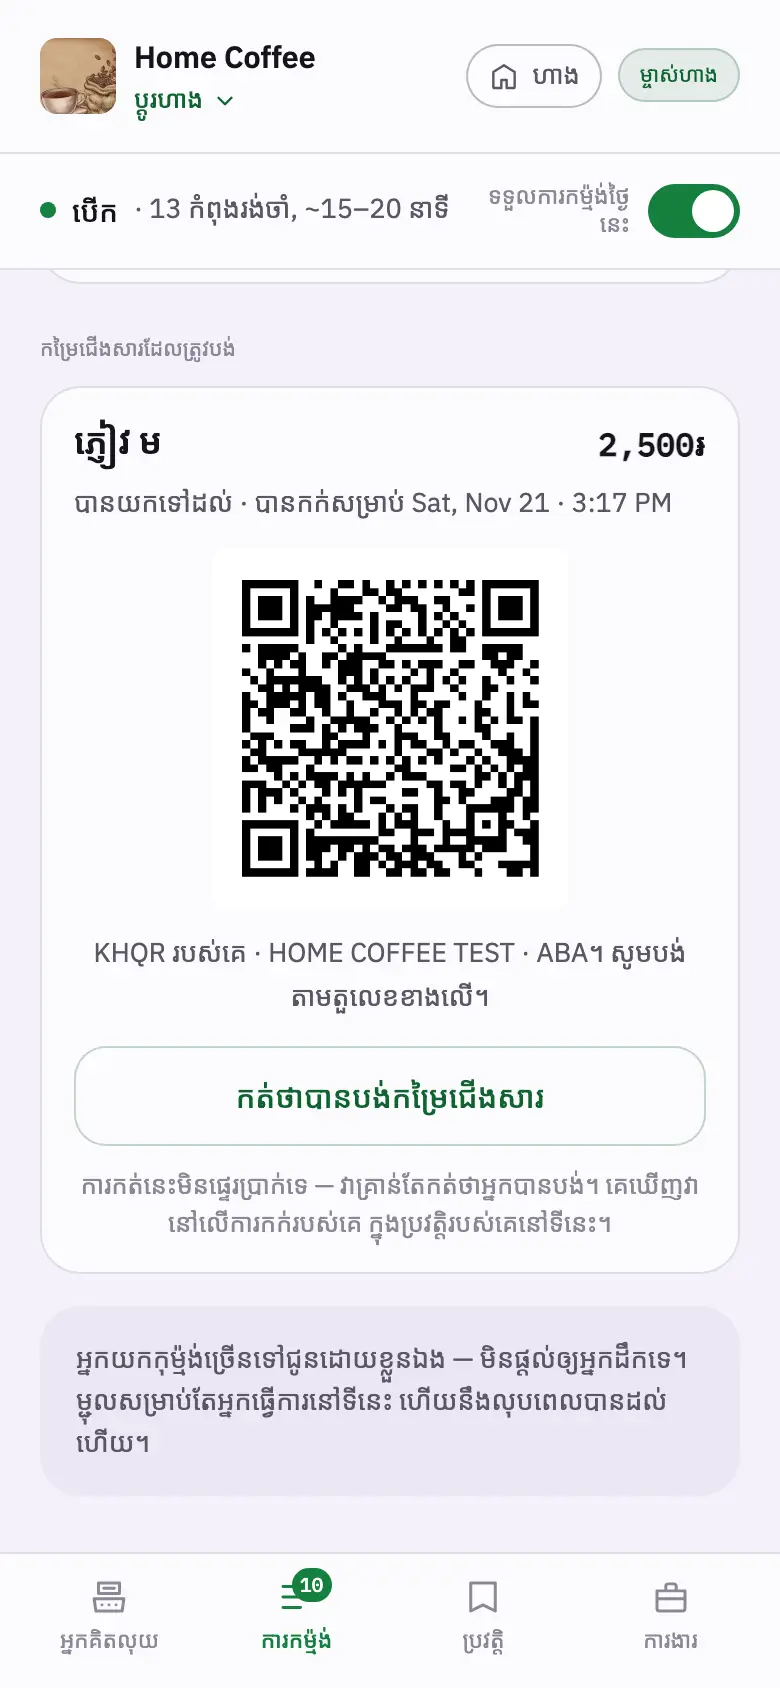 Home Coffee
ប្តូរហាង
ហាង
ម្ចាស់ហាង
បើក · 13 កំពុងរង់ចាំ, ~15–20 នាទី
ទទួលការកម្ម៉ង់ថ្ងៃ
នេះ
កម្រៃជើងសារដែលត្រូវបង់
ភ្ញៀវ ម
2,500៛
បានយកទៅដល់ · បានកក់សម្រាប់ Sat, Nov 21 · 3:17 PM
KHQR របស់គេ · HOME COFFEE TEST · ABA។ សូមបង់
តាមតួលេខខាងលើ។
កត់ថាបានបង់កម្រៃជើងសារ
ការកត់នេះមិនផ្ទេរប្រាក់ទេ — វាគ្រាន់តែកត់ថាអ្នកបានបង់។ គេឃើញវា
នៅលើការកក់របស់គេ ក្នុងប្រវត្តិរបស់គេនៅទីនេះ។
អ្នកយកកុម្ម៉ង់ច្រើនទៅជូនដោយខ្លួនឯង — មិនផ្តល់ឲ្យអ្នកដឹកទេ។
ម្ជុលសម្រាប់តែអ្នកធ្វើការនៅទីនេះ ហើយនឹងលុបពេលបានដល់
ហើយ។
10
អ្នកគិតលុយ
ការកម្ម៉ង់
ប្រវត្តិ
ការងារ